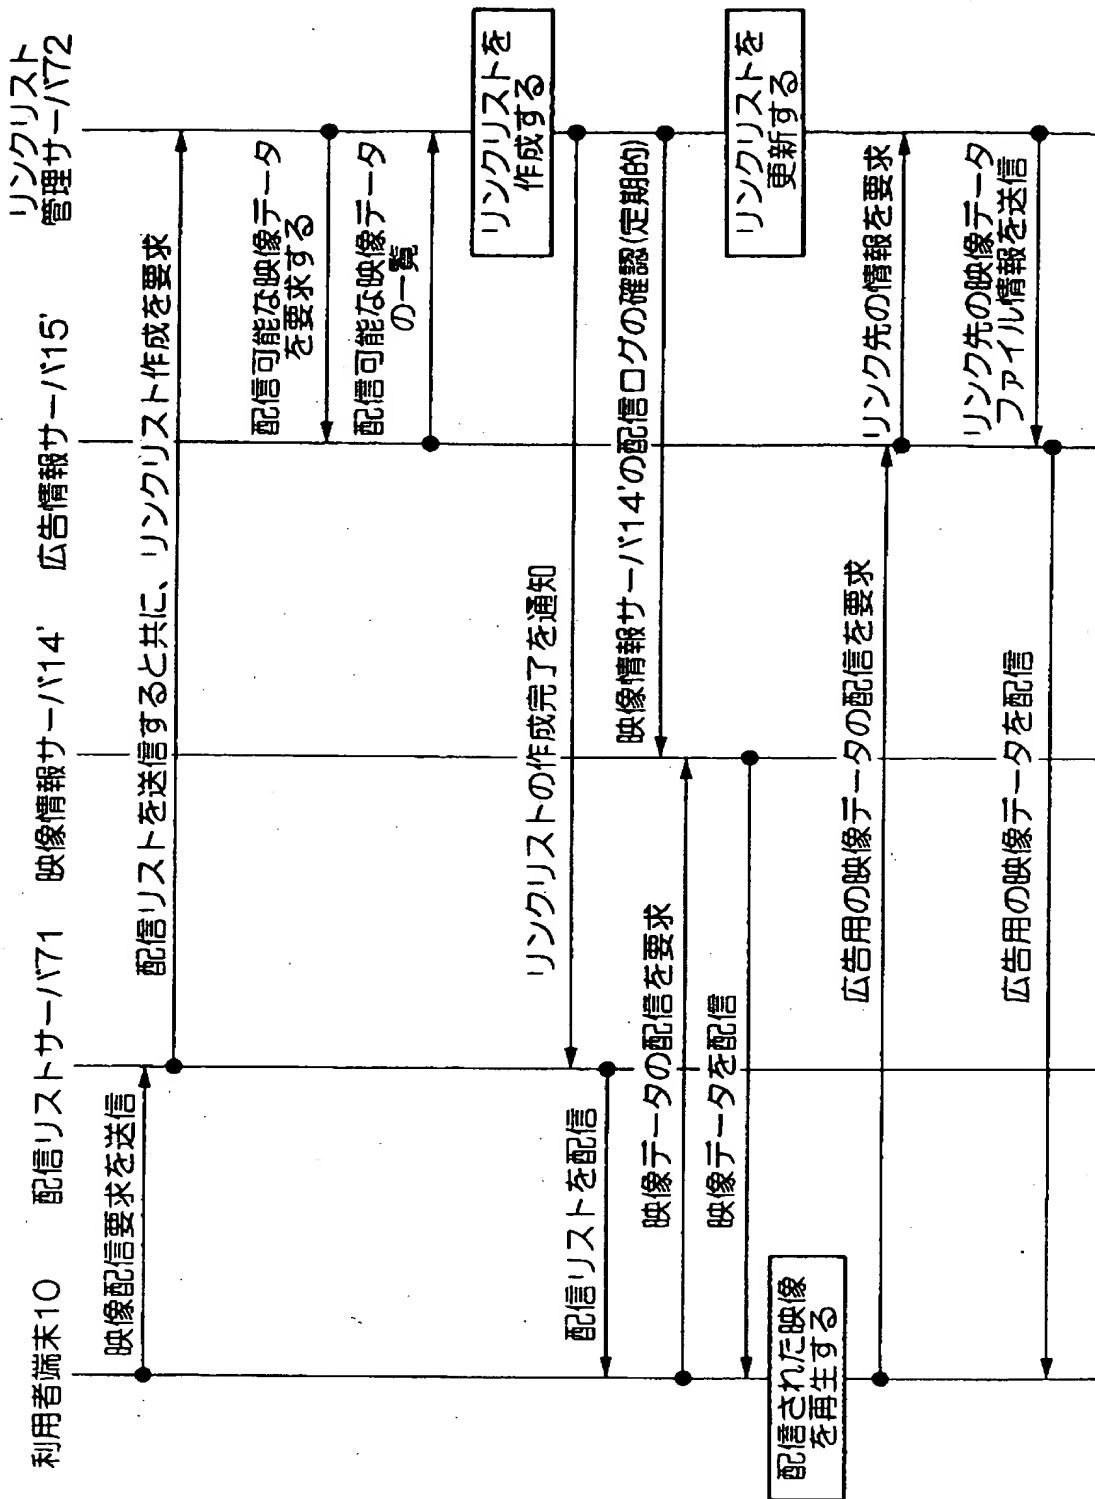 利用者端末10
配信リストサーバ71
映像情報サーバ14'
広告情報サーバ15'
リンクリスト
管理サーバ72
映像配信要求を送信
配信リストを送信すると共に、リンクリスト作成を要求
配信可能な映像データ
を要求する
配信可能な映像データ
の一覧
リンクリストを
作成する
リンクリストの作成完了を通知
配信リストを配信
映像情報サーバ14'の配信ログの確認(定期的)
映像データの配信を要求
映像データを配信
リンクリストを
更新する
配信された映像
を再生する
広告用の映像データの配信を要求
リンク先の情報を要求
リンク先の映像データ
ファイル情報を送信
広告用の映像データを配信